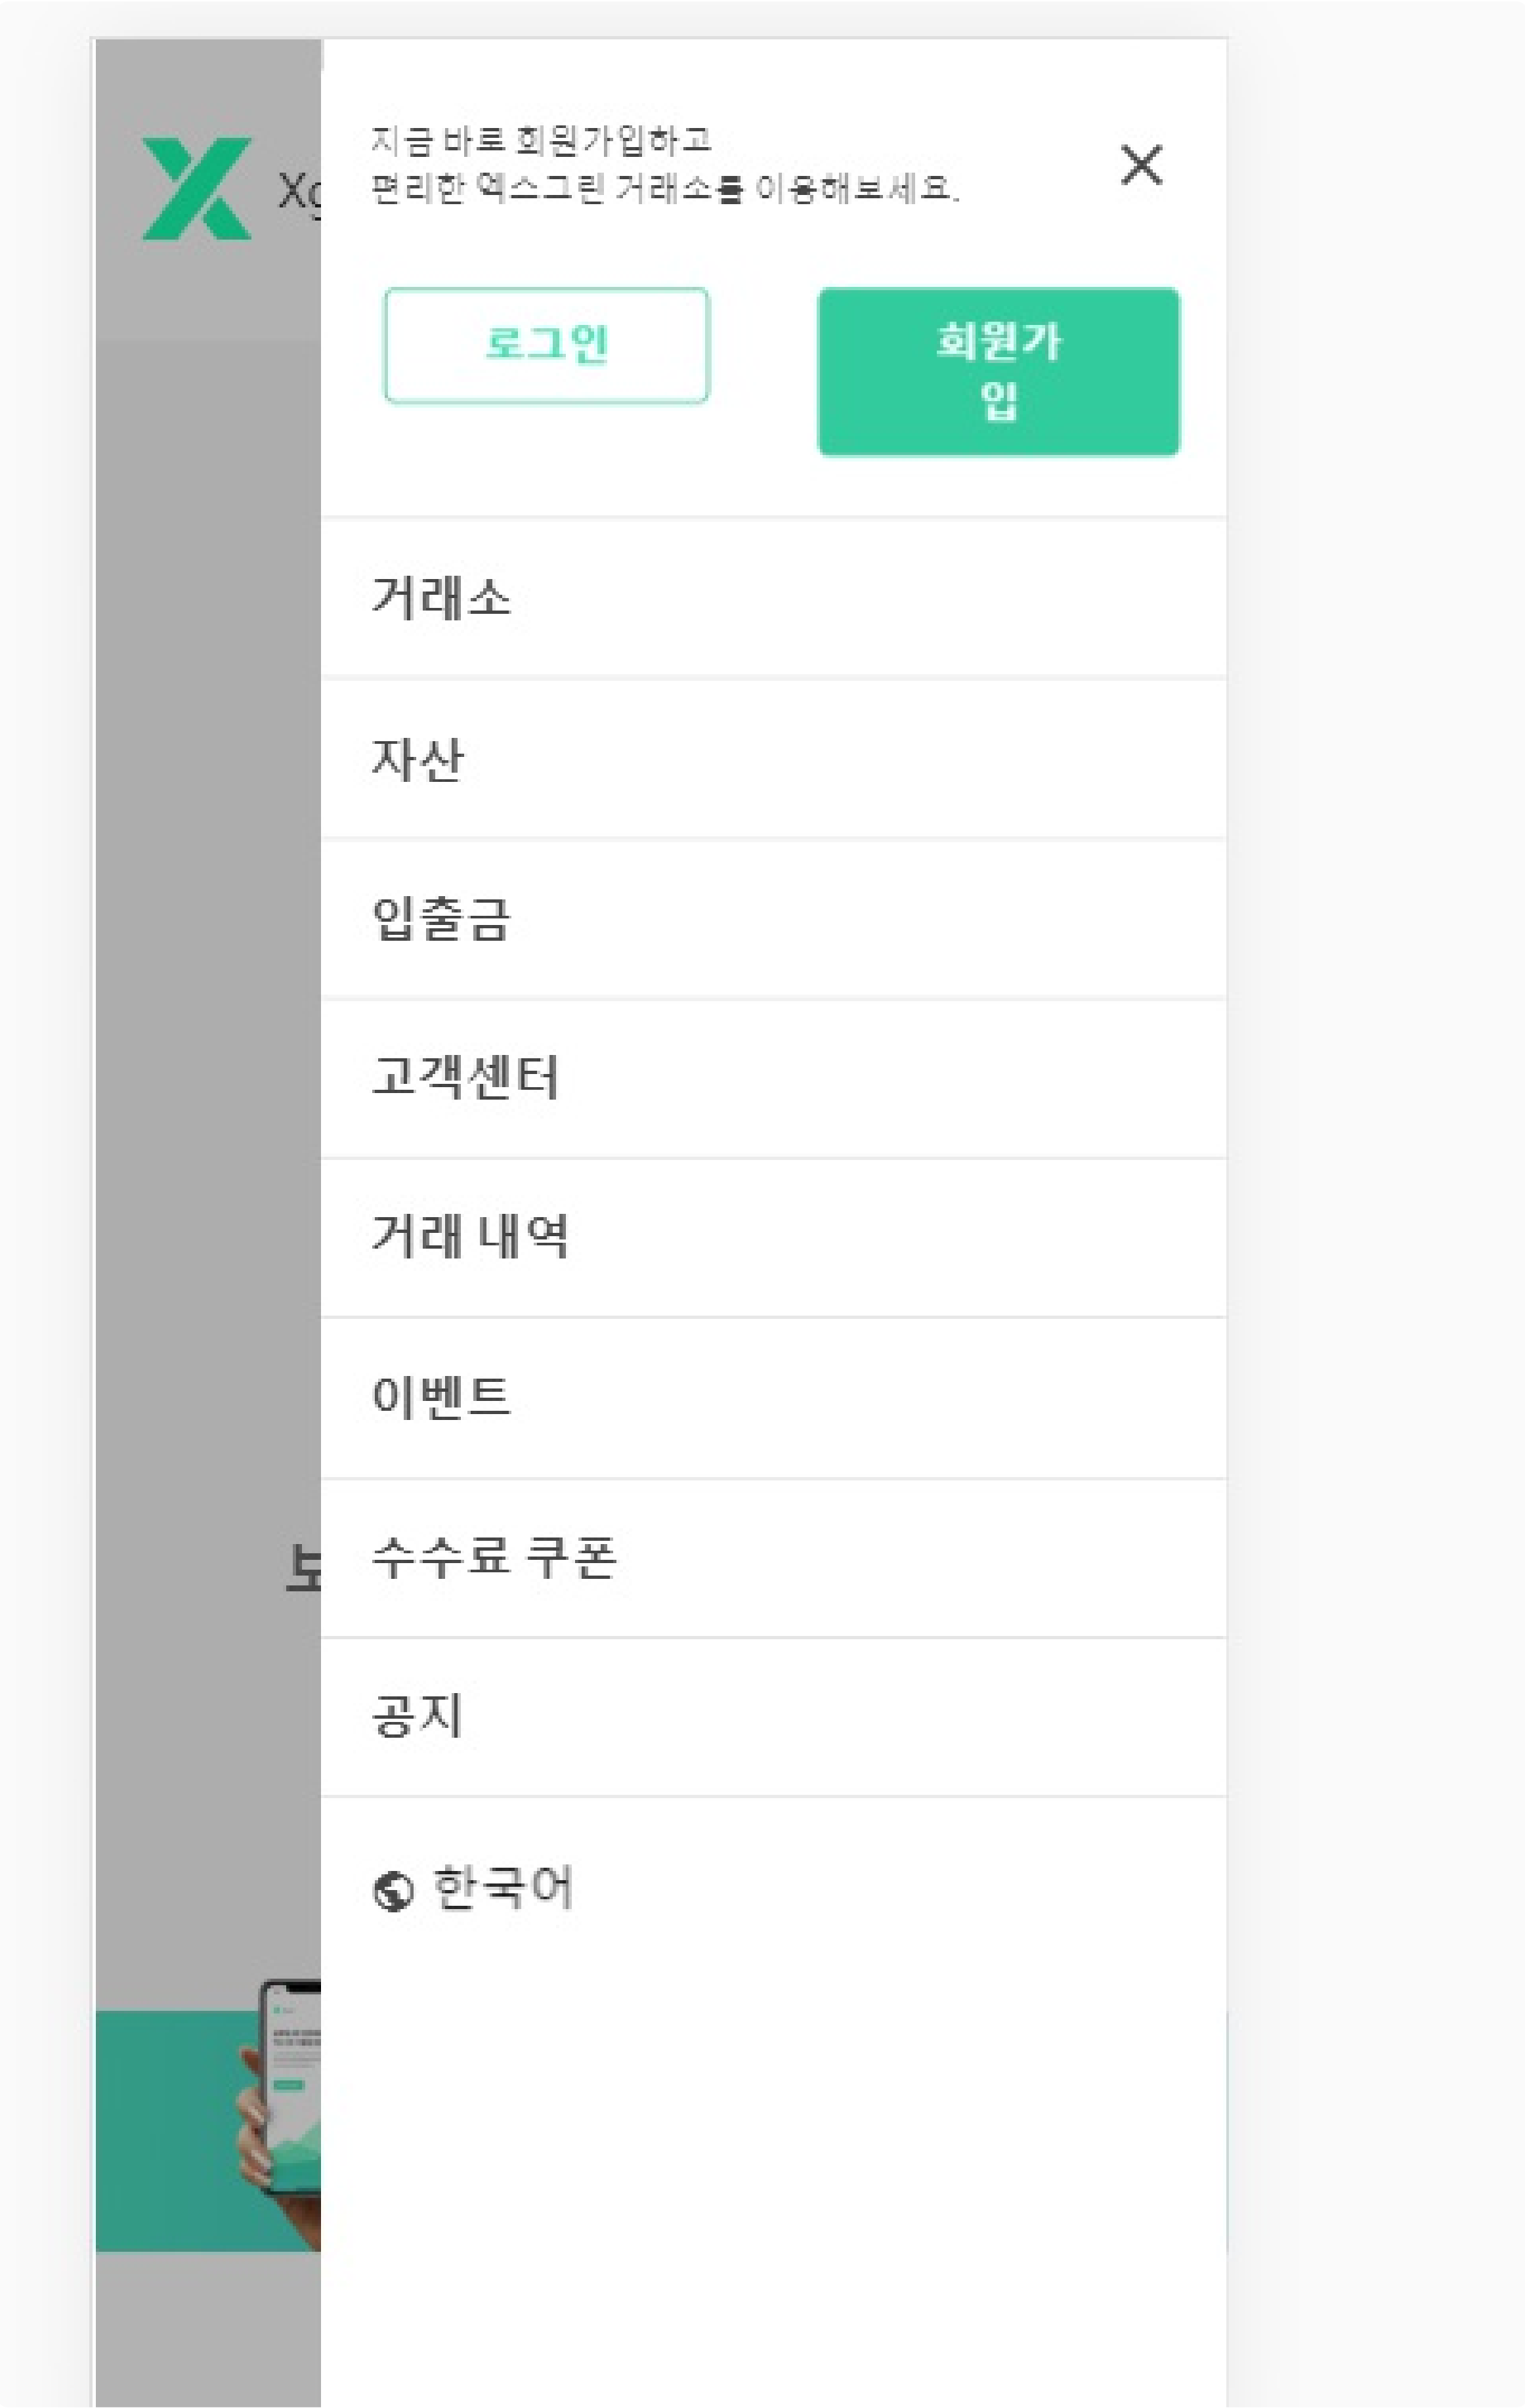 지금 바로 회원가입하고
편리한 엑스그린 거래소를 이용해보세요.
로그인
회원가
입
거래소
자산
입출금
고객센터
거래 내역
이벤트
수수료 쿠폰
공지
한국어